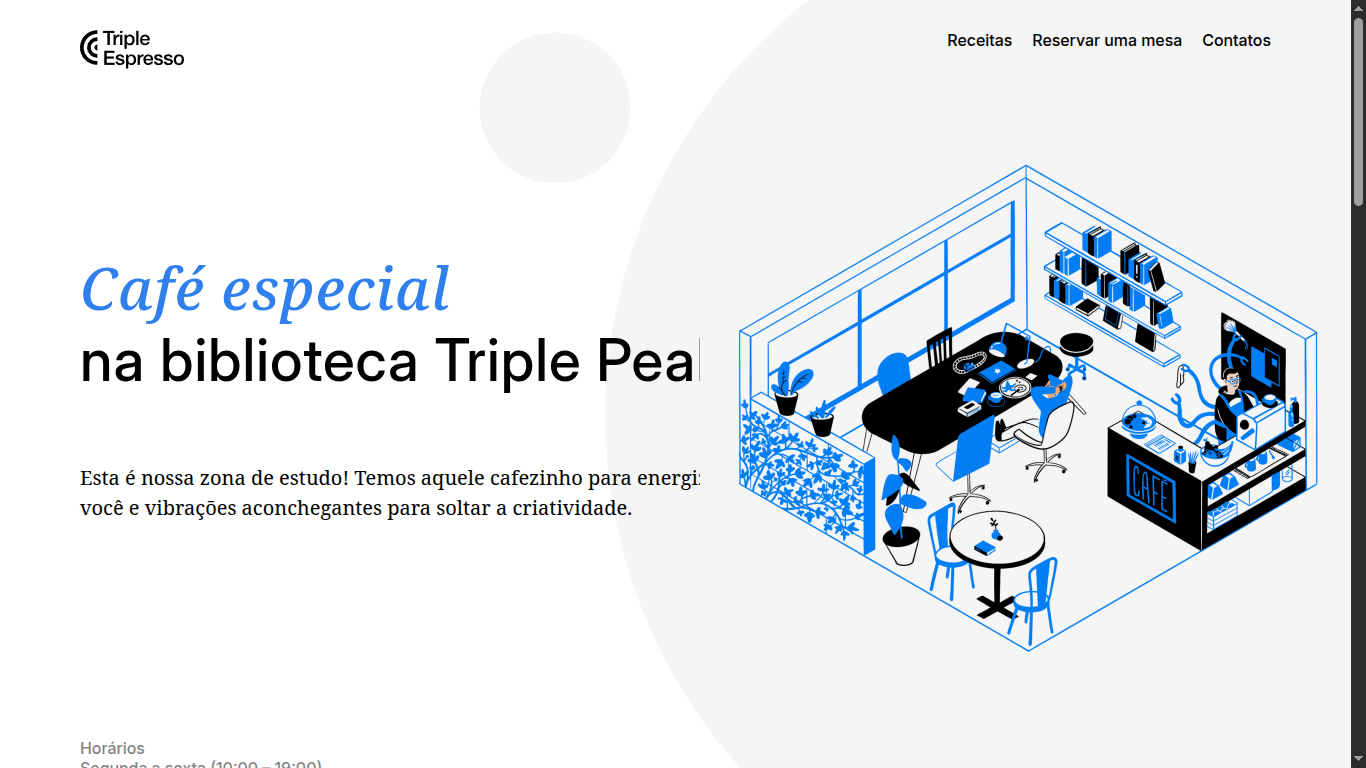 Triple
Espresso
Receitas
Reservar uma mesa
Contatos
Café especial
na biblioteca Triple Pea
Esta é nossa zona de estudo! Temos aquele cafezinho para energi
você e vibrações aconchegantes para soltar a criatividade.
CAFÉ
Horários
Segunda a sexta (10:00 – 19:00)